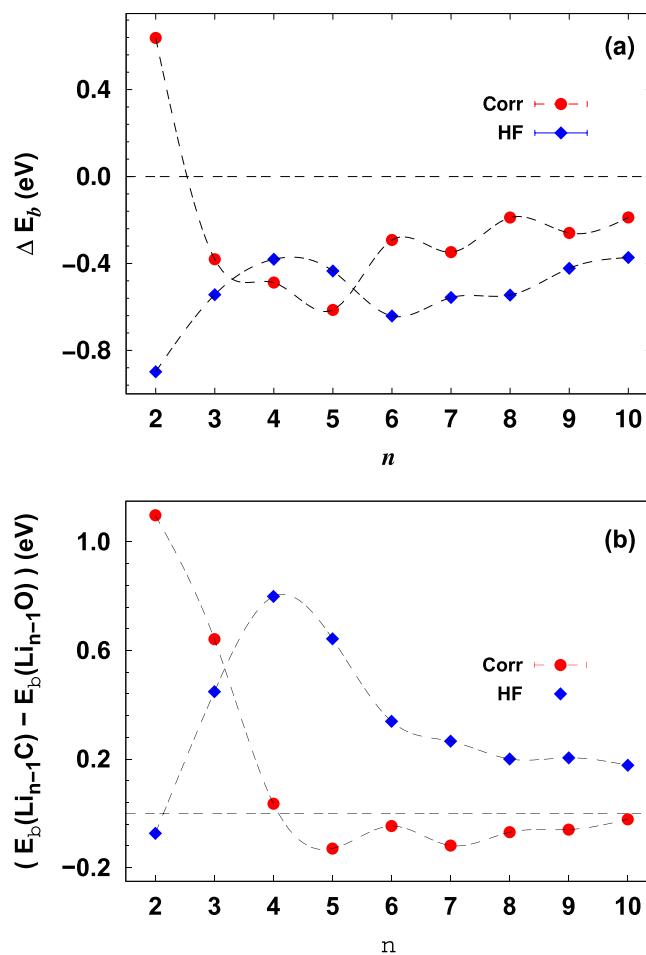 (a)
Corr
HF
Δ E_b (eV)
0.4
0.0
−0.4
−0.8
2 3 4 5 6 7 8 9 10
n
(b)
Corr
HF
( E_b(Li_{n−1}C) − E_b(Li_{n−1}O) ) (eV)
1.0
0.6
0.2
−0.2
2 3 4 5 6 7 8 9 10
n